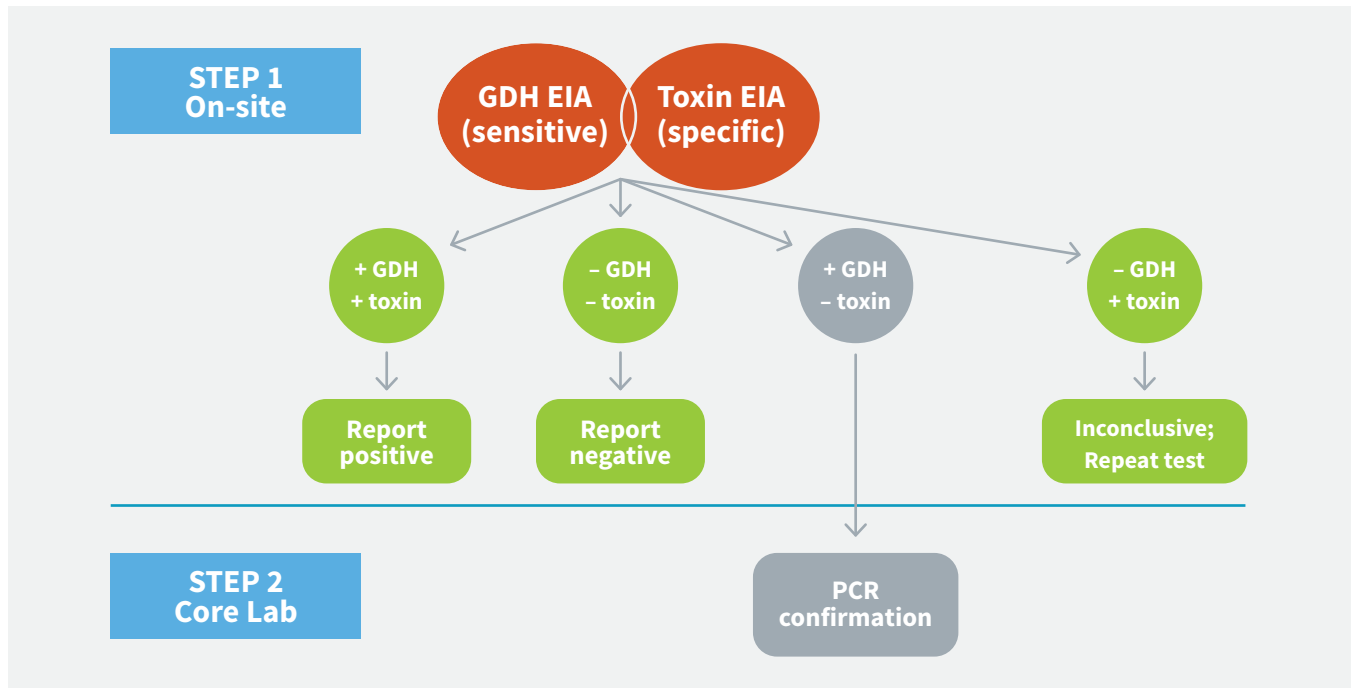 STEP 1
On-site
GDH EIA
(sensitive)
Toxin EIA
(specific)
+ GDH
+ toxin
– GDH
– toxin
+ GDH
– toxin
– GDH
+ toxin
Report
positive
Report
negative
Inconclusive;
Repeat test
STEP 2
Core Lab
PCR
confirmation